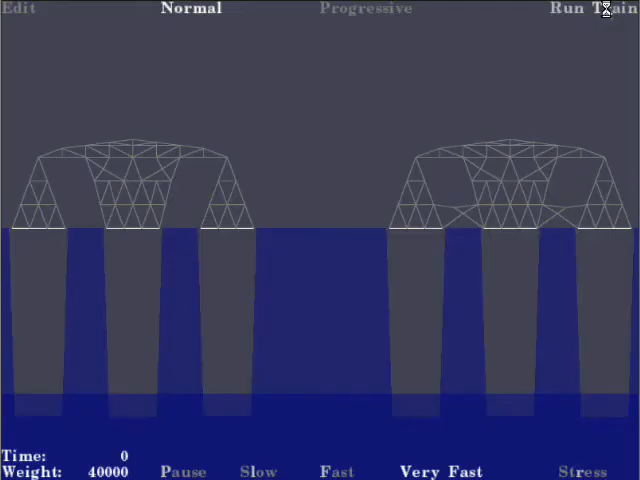 Edit Normal Progressive Run Train
Time: 0
Weight: 40000 Pause Slow Fast Very Fast Stress